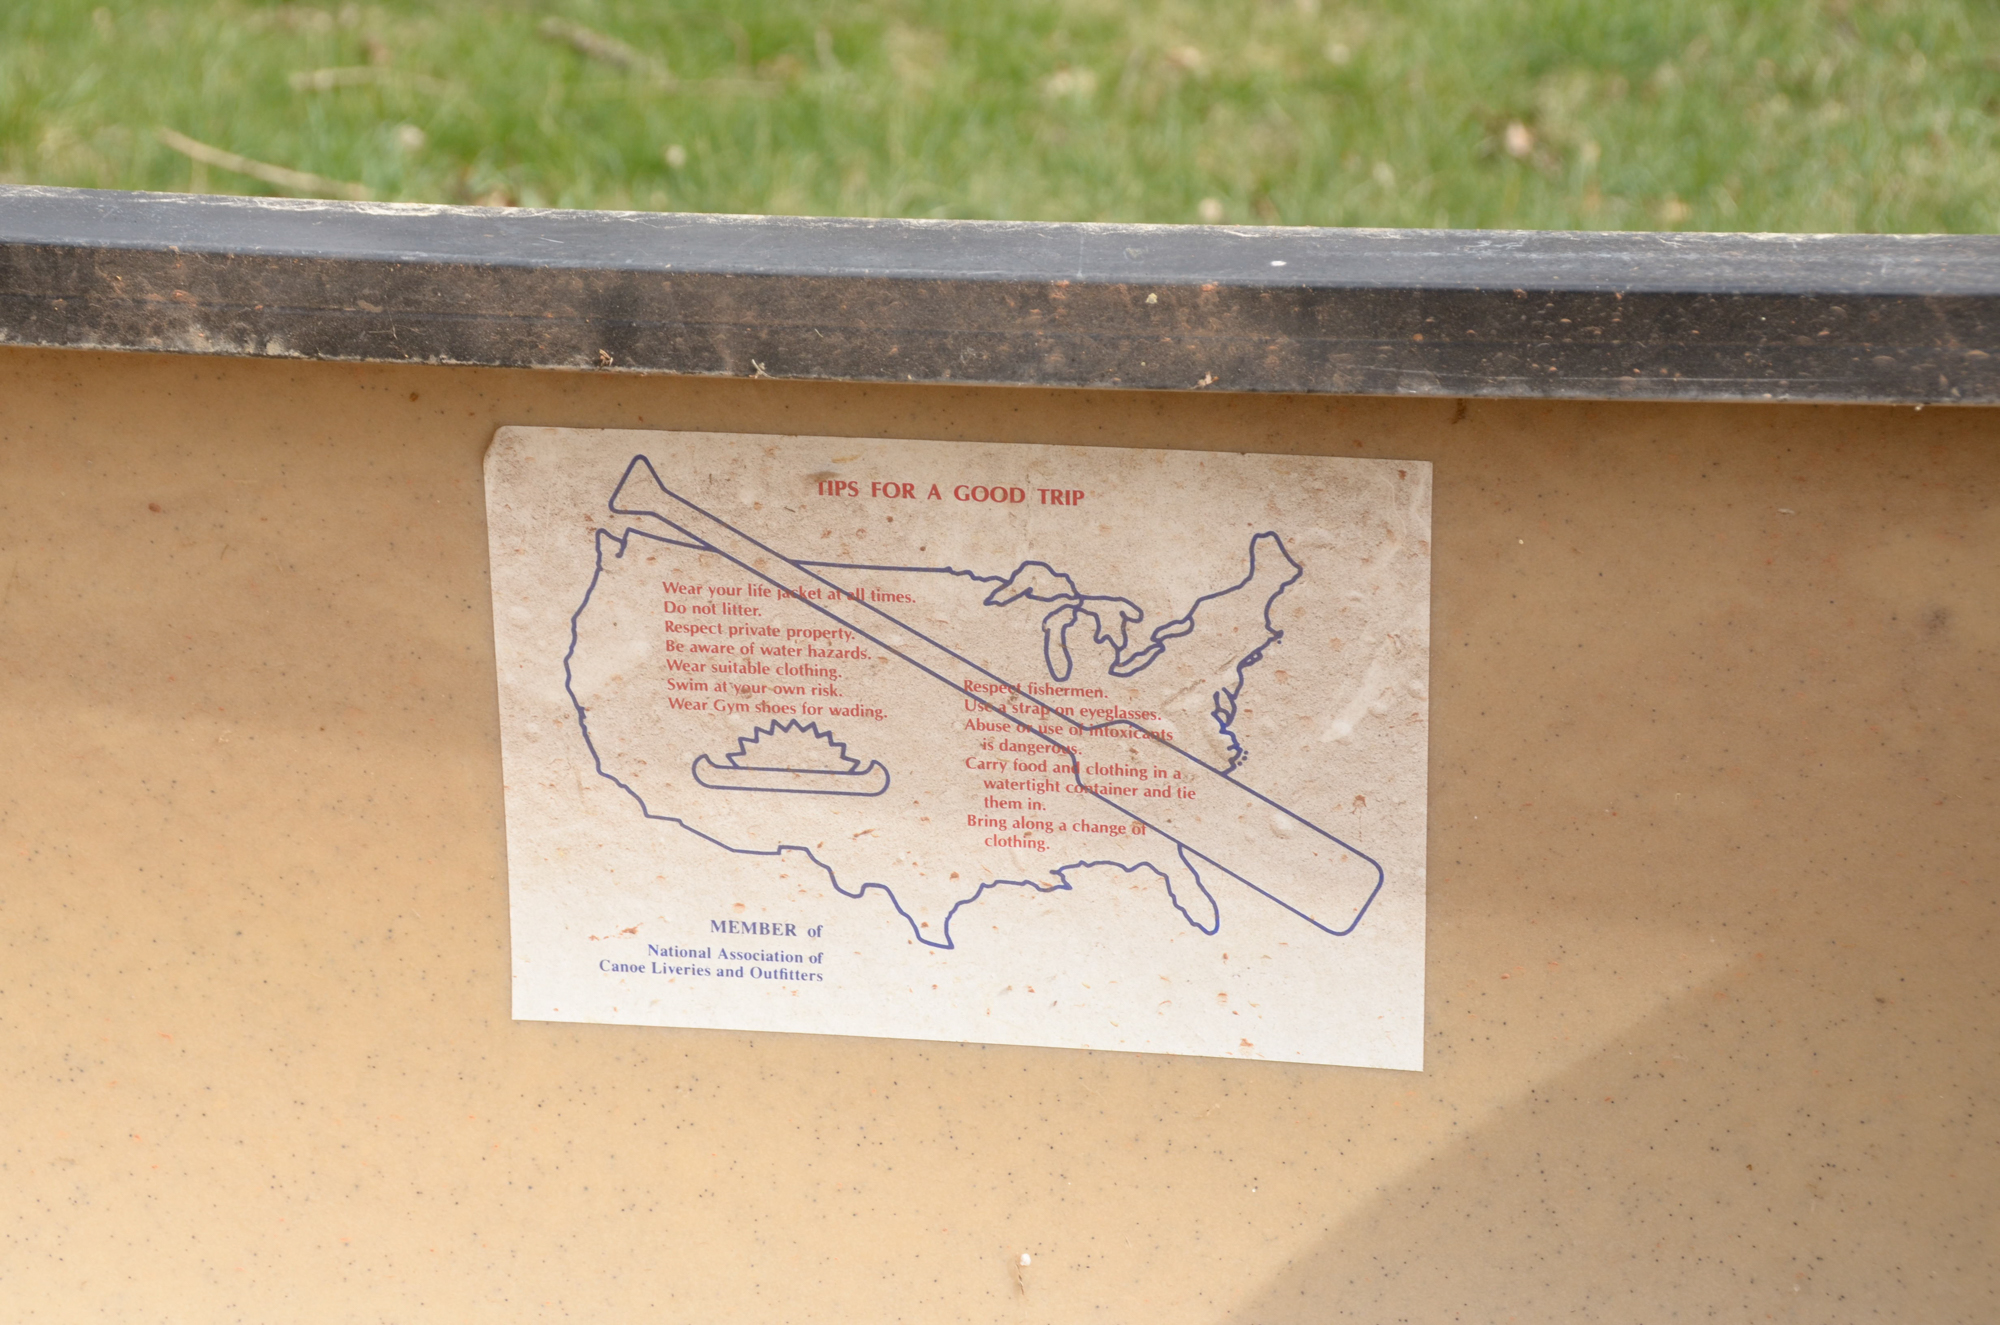 TIPS FOR A GOOD TRIP
Wear your life jacket at all times.
Do not litter.
Respect private property.
Be aware of water hazards.
Wear suitable clothing.
Swim at your own risk.
Wear Gym shoes for wading.
Respect fishermen.
Use a strap on eyeglasses.
Abuse or use of intoxicants
is dangerous.
Carry food and clothing in a
watertight container and tie
them in.
Bring along a change of
clothing.
MEMBER of
National Association of
Canoe Liveries and Outfitters